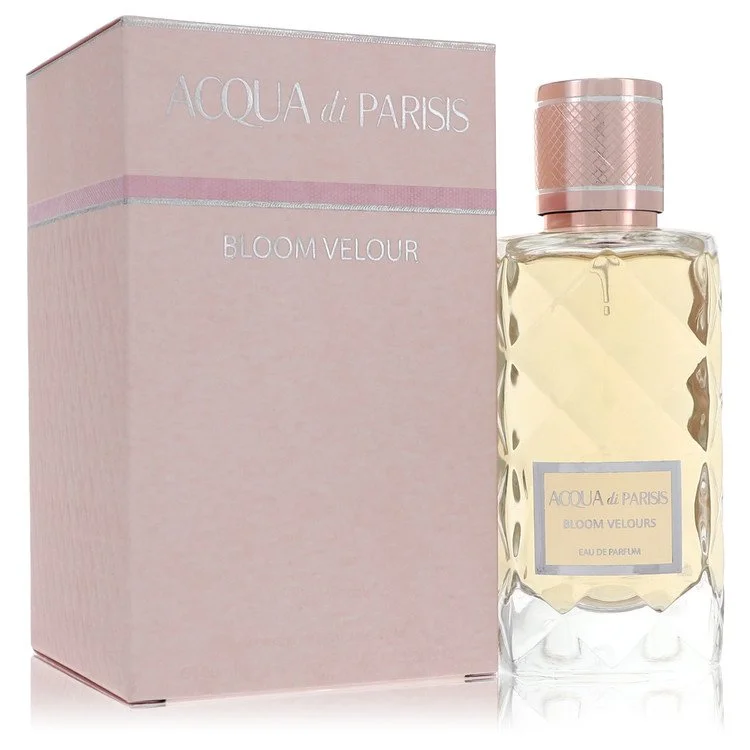 ACQUA di PARISIS
BLOOM VELOUR
ACQUA di PARISIS
BLOOM VELOURS
EAU DE PARFUM